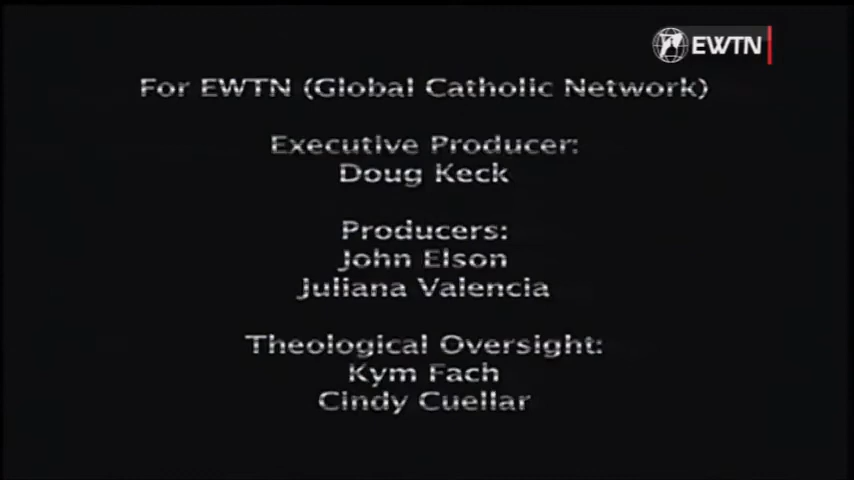 EWTN
For EWTN (Global Catholic Network)
Executive Producer:
Doug Keck
Producers:
John Elson
Juliana Valencia
Theological Oversight:
Kym Fach
Cindy Cuellar